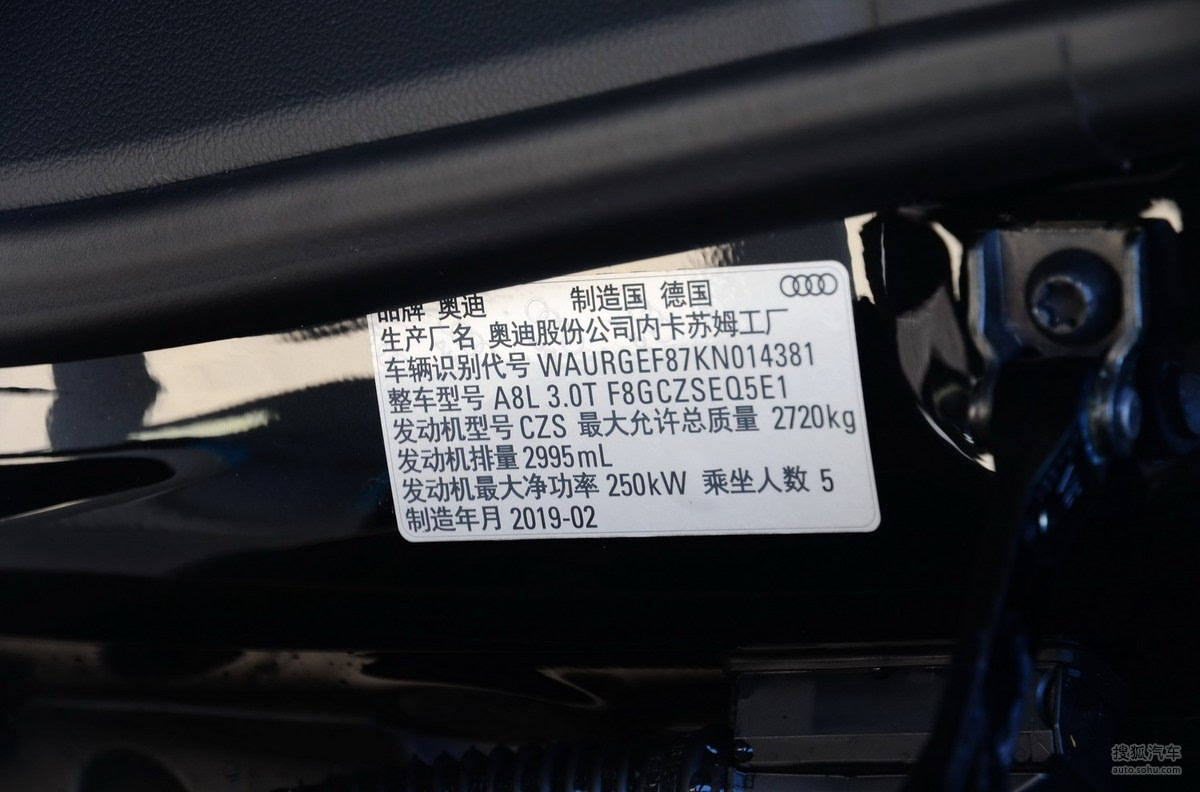 品牌 奥迪 制造国 德国
生产厂名 奥迪股份公司内卡苏姆工厂
车辆识别代号 WAURGEF87KN014381
整车型号 A8L 3.0T F8GCZSEQ5E1
发动机型号 CZS 最大允许总质量 2720kg
发动机排量 2995mL
发动机最大净功率 250kW 乘坐人数 5
制造年月 2019-02
搜狐汽车
auto.sohu.com